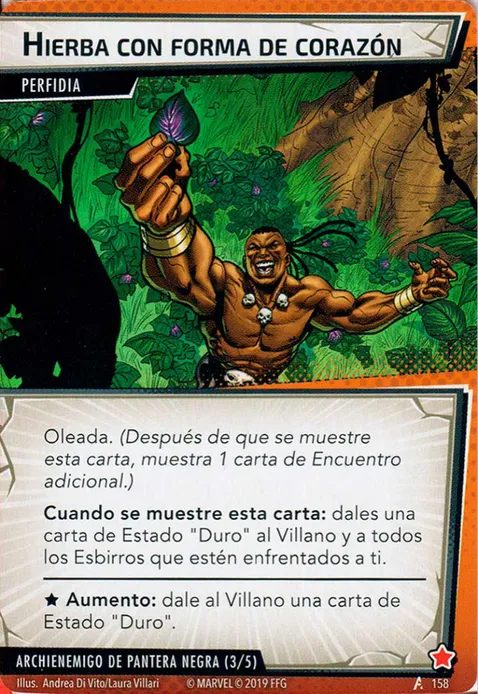 HIERBA CON FORMA DE CORAZÓN
PERFIDIA
Oleada. (Después de que se muestre
esta carta, muestra 1 carta de Encuentro
adicional.)
Cuando se muestre esta carta: dales una
carta de Estado "Duro" al Villano y a todos
los Esbirros que estén enfrentados a ti.
★ Aumento: dale al Villano una carta de
Estado "Duro".
ARCHIENEMIGO DE PANTERA NEGRA (3/5)
Illus. Andrea Di Vito/Laura Villari © MARVEL © 2019 FFG 158